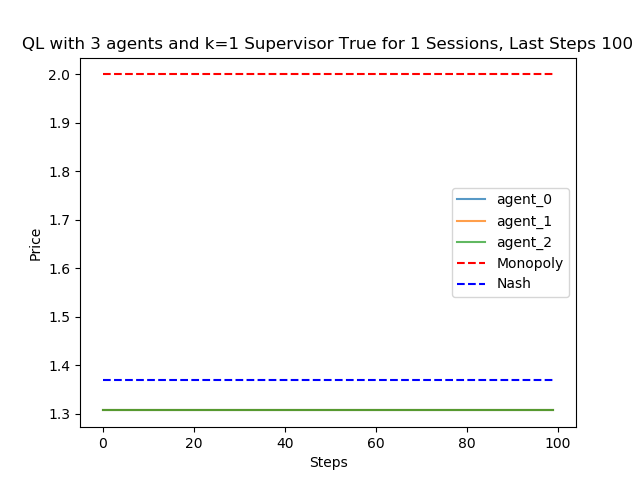 QL with 3 agents and k=1 Supervisor True for 1 Sessions, Last Steps 100
2.0
1.9
1.8
1.7
1.6
1.5
1.4
1.3
Price
agent_0
agent_1
agent_2
Monopoly
Nash
0
20
40
60
80
100
Steps